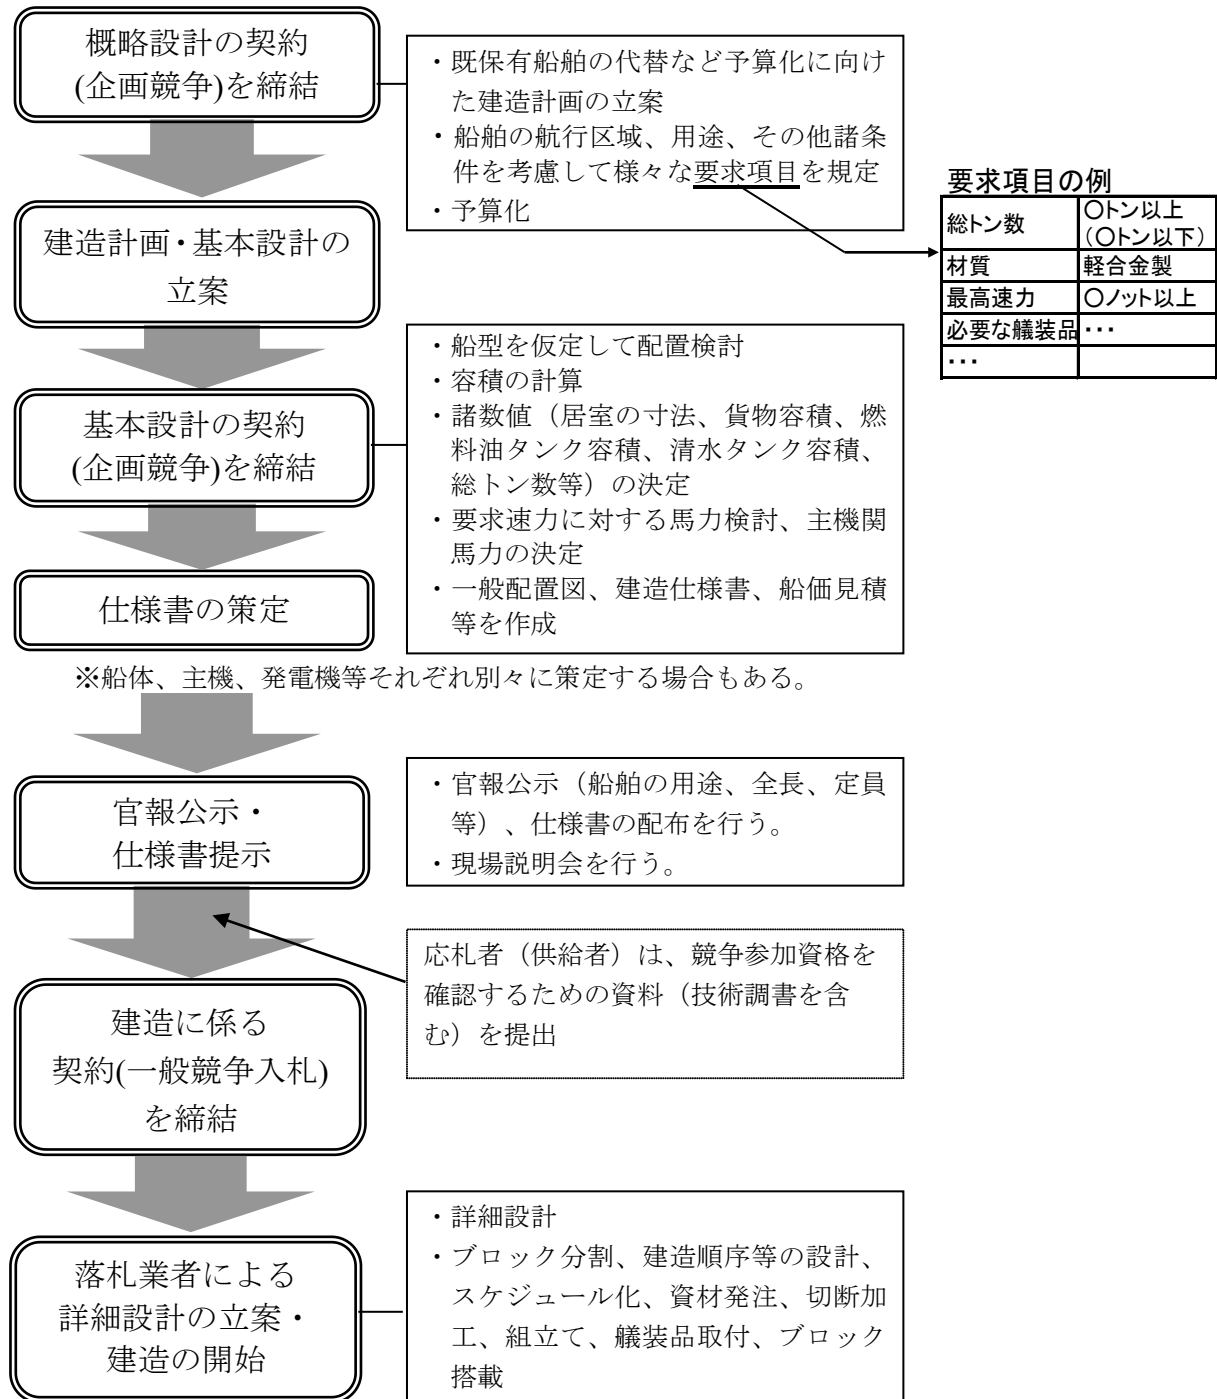 概略設計の契約
(企画競争)を締結
・既保有船舶の代替など予算化に向け
た建造計画の立案
・船舶の航行区域、用途、その他諸条
件を考慮して様々な要求項目を規定
・予算化
要求項目の例
総トン数 〇トン以上
(〇トン以下)
材質 軽合金製
最高速力 〇ノット以上
必要な艤装品 ・・・
・・・
建造計画・基本設計の
立案
基本設計の契約
(企画競争)を締結
・船型を仮定して配置検討
・容積の計算
・諸数値（居室の寸法、貨物容積、燃
料油タンク容積、清水タンク容積、
総トン数等）の決定
・要求速力に対する馬力検討、主機関
馬力の決定
・一般配置図、建造仕様書、船価見積
等を作成
仕様書の策定
※船体、主機、発電機等それぞれ別々に策定する場合もある。
官報公示・
仕様書提示
・官報公示（船舶の用途、全長、定員
等）、仕様書の配布を行う。
・現場説明会を行う。
応札者（供給者）は、競争参加資格を
確認するための資料（技術調書を含
む）を提出
建造に係る
契約(一般競争入札)
を締結
落札業者による
詳細設計の立案・
建造の開始
・詳細設計
・ブロック分割、建造順序等の設計、
スケジュール化、資材発注、切断加
工、組立て、艤装品取付、ブロック
搭載